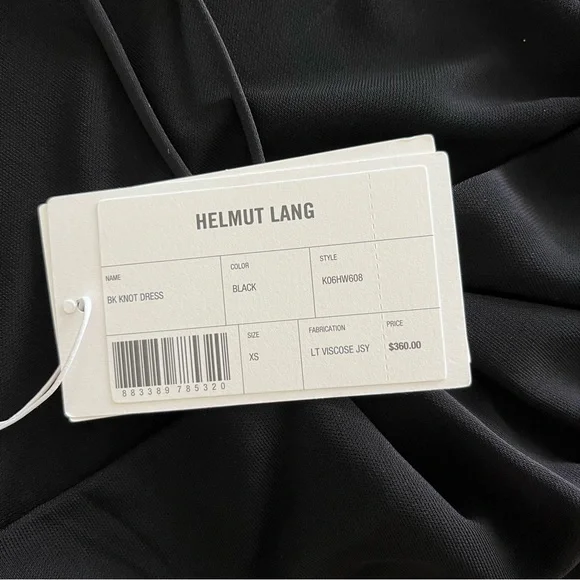 HELMUT LANG
NAME
BK KNOT DRESS
COLOR
BLACK
STYLE
K06HW608
SIZE
XS
FABRICATION
LT VISCOSE JSY
PRICE
$360.00
883389 785320